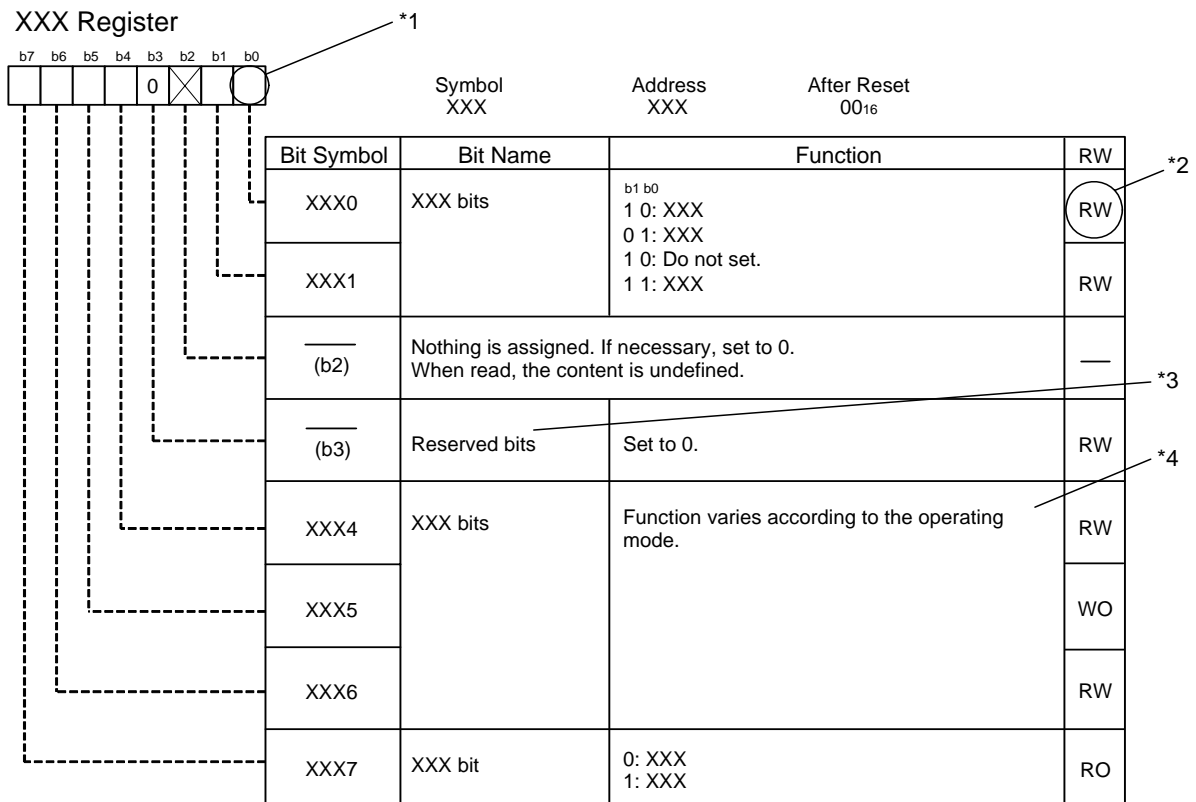 XXX Register
*1
b7 b6 b5 b4 b3 b2 b1 b0
0
Symbol Address After Reset
XXX XXX 0016
Bit Symbol Bit Name Function RW
*2
XXX0 XXX bits b1 b0
1 0: XXX
0 1: XXX
1 0: Do not set.
1 1: XXX
RW
XXX1 RW
(b2) Nothing is assigned. If necessary, set to 0.
When read, the content is undefined.
—
*3
(b3) Reserved bits Set to 0. RW
*4
XXX4 XXX bits Function varies according to the operating
mode.
RW
XXX5 WO
XXX6 RW
XXX7 XXX bit 0: XXX
1: XXX
RO